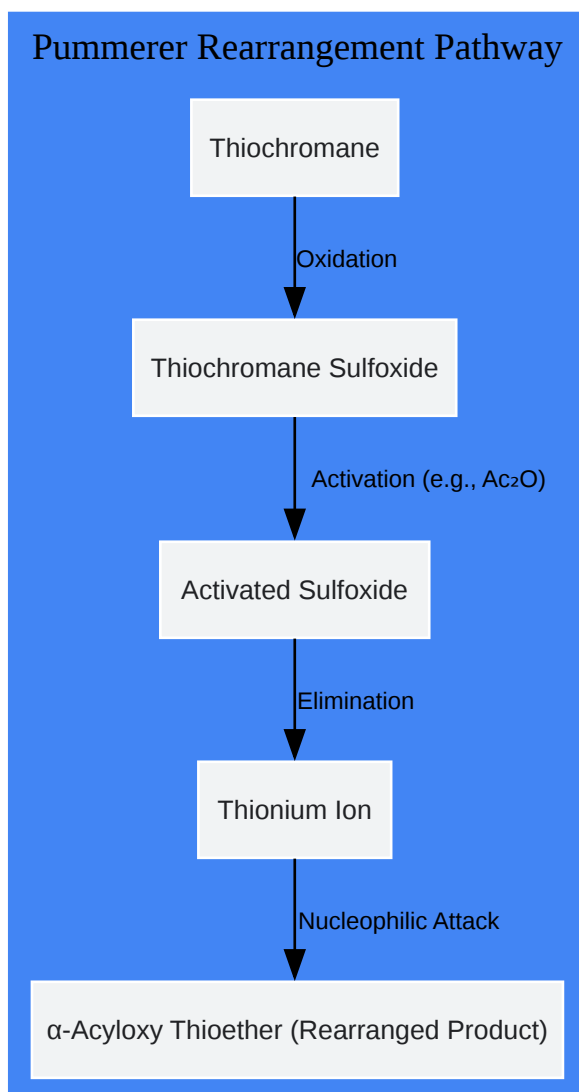 Pummerer Rearrangement Pathway
Thiochromane
Oxidation
Thiochromane Sulfoxide
Activation (e.g., Ac₂O)
Activated Sulfoxide
Elimination
Thionium Ion
Nucleophilic Attack
α-Acyloxy Thioether (Rearranged Product)